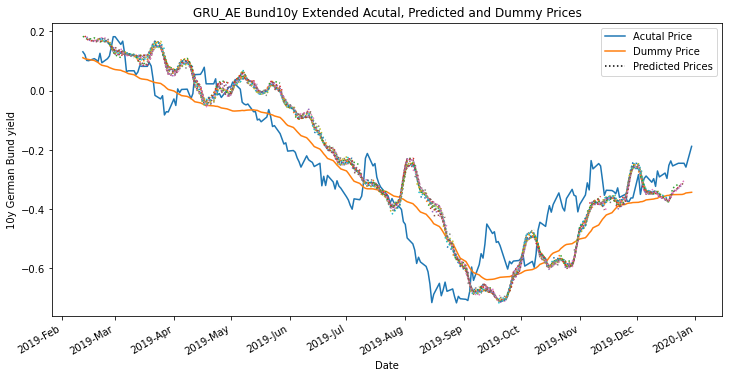 GRU_AE Bund10y Extended Acutal, Predicted and Dummy Prices
Acutal Price
Dummy Price
Predicted Prices
10y German Bund yield
0.2
0.0
−0.2
−0.4
−0.6
2019-Feb
2019-Mar
2019-Apr
2019-May
2019-Jun
2019-Jul
2019-Aug
2019-Sep
2019-Oct
2019-Nov
2019-Dec
2020-Jan
Date